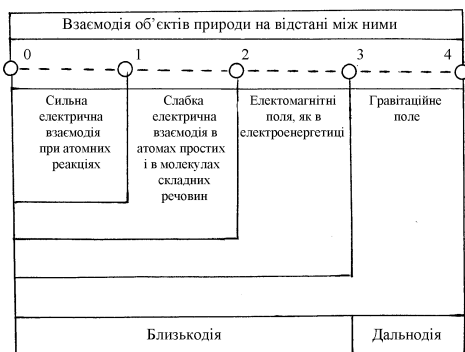 Взаємодія об’єктів природи на відстані між ними
0 1 2 3 4
Сильна
електрична
взаємодія
при атомних
реакціях
Слабка
електрична
взаємодія в
атомах простих
і в молекулах
складних
речовин
Електомагнітні
поля, як в
електроенергетиці
Гравітаційне
поле
Близькодія
Дальнодія